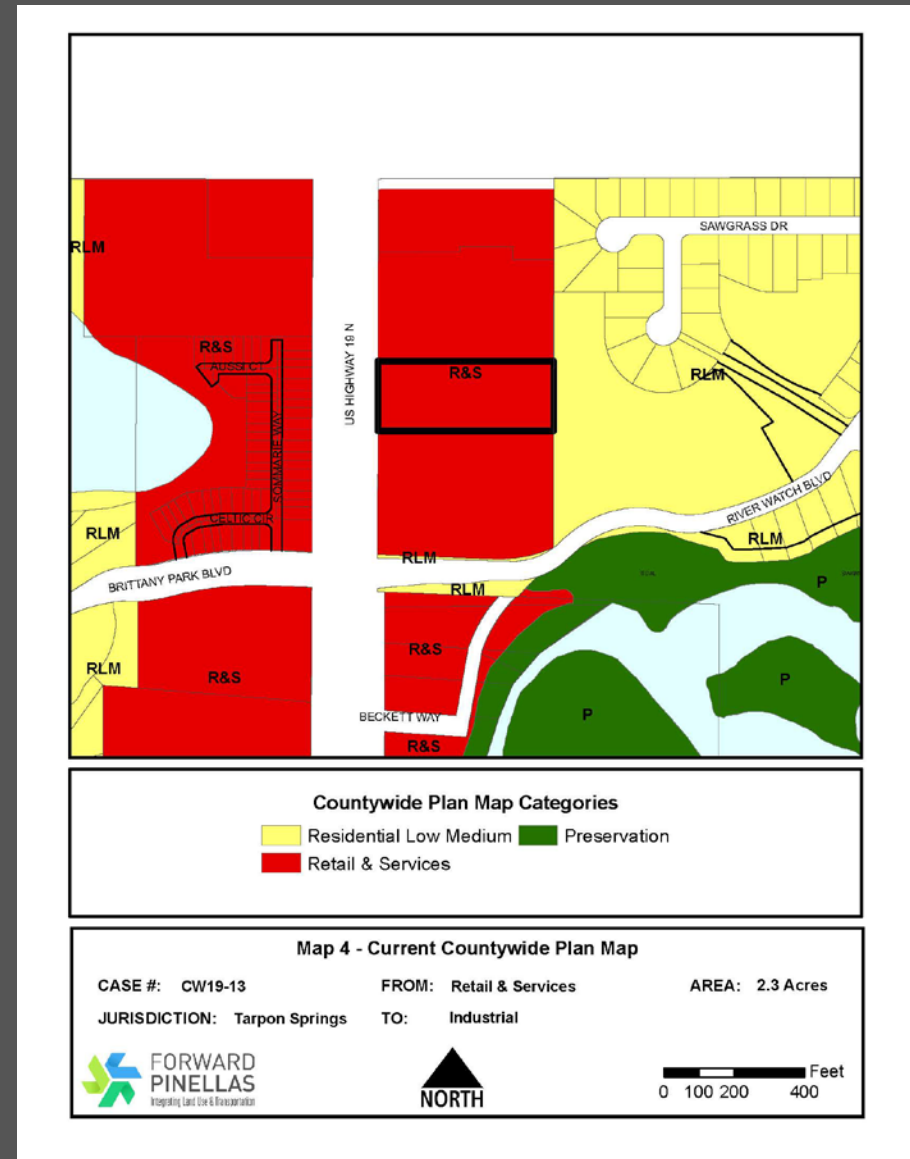 RLM
SAWGRASS DR
R&S
AUSSI CT
US HIGHWAY 19 N
R&S
RLM
SOMMARIE WAY
RIVER WATCH BLVD
CELTIC CIR
RLM
RLM
RLM
BRITTANY PARK BLVD
P
RLM
R&S
RLM
R&S
P
BECKETT WAY
P
R&S
Countywide Plan Map Categories
Residential Low Medium Preservation
Retail & Services
Map 4 - Current Countywide Plan Map
CASE #: CW19-13 FROM: Retail & Services AREA: 2.3 Acres
JURISDICTION: Tarpon Springs TO: Industrial
FORWARD
PINELLAS
Integrating Land Use & Transportation
NORTH
Feet
0 100 200 400